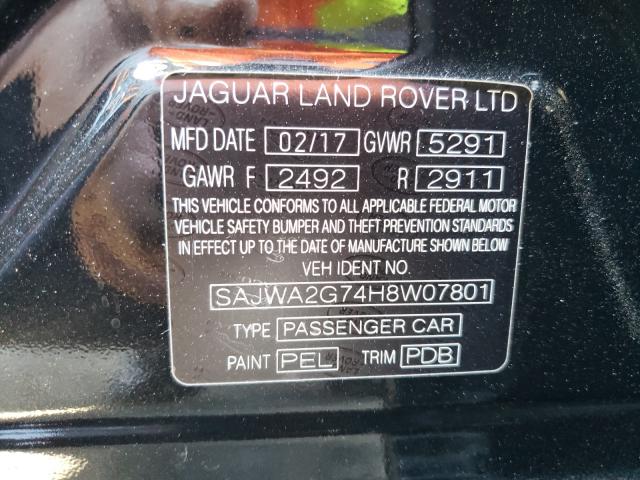 JAGUAR LAND ROVER LTD
MFD DATE 02/17 GVWR 5291
GAWR F 2492 R 2911
THIS VEHICLE CONFORMS TO ALL APPLICABLE FEDERAL MOTOR
VEHICLE SAFETY BUMPER AND THEFT PREVENTION STANDARDS
IN EFFECT UP TO THE DATE OF MANUFACTURE SHOWN BELOW
VEH IDENT NO.
SAJWA2G74H8W07801
TYPE PASSENGER CAR
PAINT PEL TRIM PDB